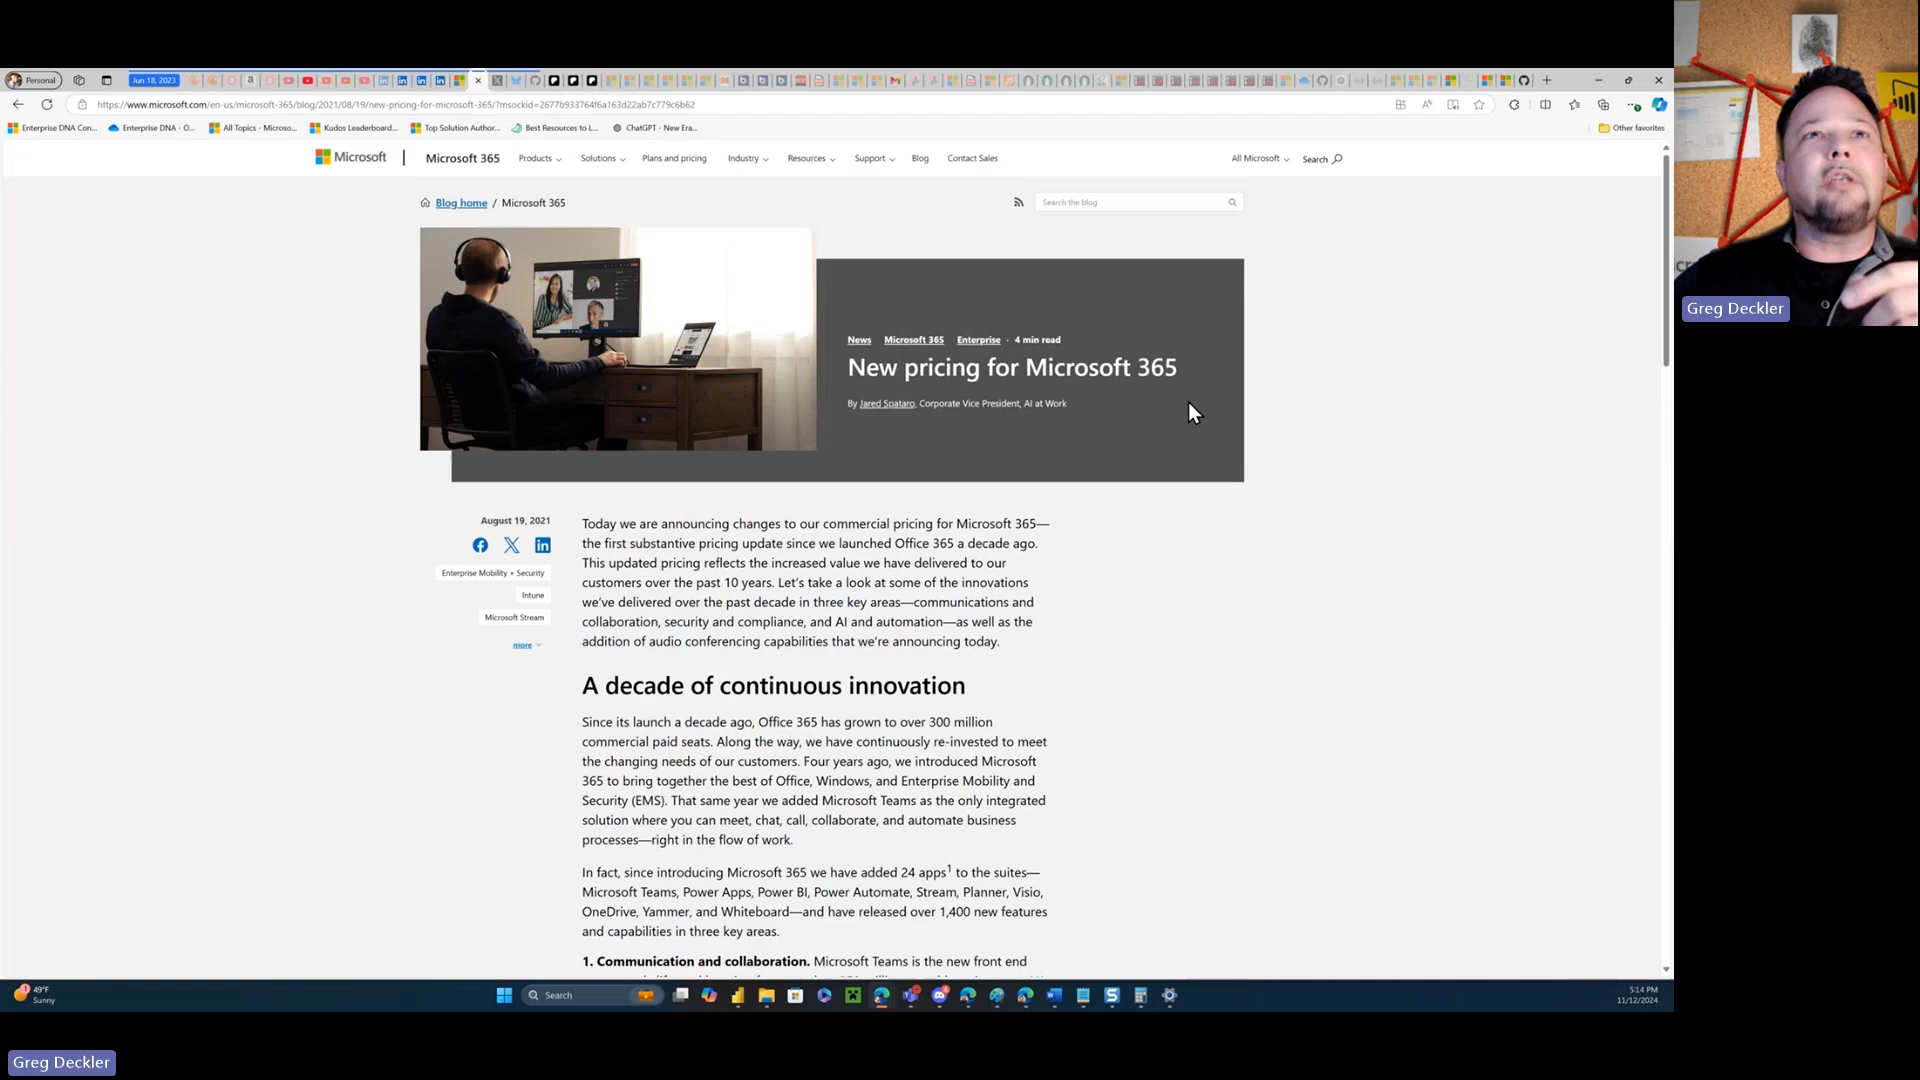 Personal
Jun 18, 2023
https://www.microsoft.com/en-us/microsoft-365/blog/2021/08/19/new-pricing-for-microsoft-365/?msockid=2677b933764f6a163d22ab7c779c6b62
Enterprise DNA Con...
Enterprise DNA - O...
All Topics - Microso...
Kudos Leaderboard...
Top Solution Author...
Best Resources to L...
ChatGPT - New Era...
Other favorites
Microsoft
Microsoft 365
Products
Solutions
Plans and pricing
Industry
Resources
Support
Blog
Contact Sales
All Microsoft
Search
Blog home / Microsoft 365
Search the blog
News Microsoft 365 Enterprise · 4 min read
New pricing for Microsoft 365
By Jared Spataro, Corporate Vice President, AI at Work
August 19, 2021
Enterprise Mobility + Security
Intune
Microsoft Stream
more
Today we are announcing changes to our commercial pricing for Microsoft 365—
the first substantive pricing update since we launched Office 365 a decade ago.
This updated pricing reflects the increased value we have delivered to our
customers over the past 10 years. Let's take a look at some of the innovations
we've delivered over the past decade in three key areas—communications and
collaboration, security and compliance, and AI and automation—as well as the
addition of audio conferencing capabilities that we're announcing today.
A decade of continuous innovation
Since its launch a decade ago, Office 365 has grown to over 300 million
commercial paid seats. Along the way, we have continuously re-invested to meet
the changing needs of our customers. Four years ago, we introduced Microsoft
365 to bring together the best of Office, Windows, and Enterprise Mobility and
Security (EMS). That same year we added Microsoft Teams as the only integrated
solution where you can meet, chat, call, collaborate, and automate business
processes—right in the flow of work.
In fact, since introducing Microsoft 365 we have added 24 apps1 to the suites—
Microsoft Teams, Power Apps, Power BI, Power Automate, Stream, Planner, Visio,
OneDrive, Yammer, and Whiteboard—and have released over 1,400 new features
and capabilities in three key areas.
1. Communication and collaboration. Microsoft Teams is the new front end
49°F
Sunny
Search
5:14 PM
11/12/2024
Greg Deckler
Greg Deckler